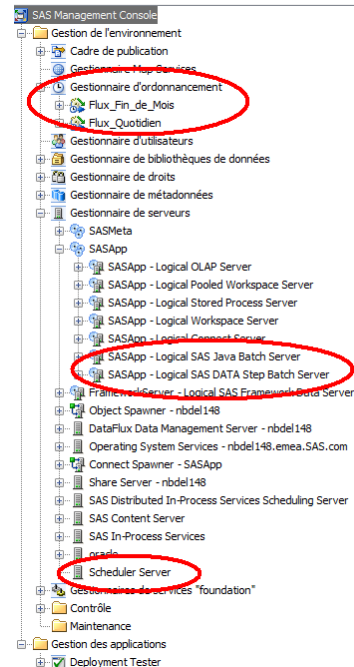 SAS Management Console
Gestion de l'environnement
Cadre de publication
Gestionnaire Map Services
Gestionnaire d'ordonnancement
Flux_Fin_de_Mois
Flux_Quotidien
Gestionnaire d'utilisateurs
Gestionnaire de bibliothèques de données
Gestionnaire de droits
Gestionnaire de métadonnées
Gestionnaire de serveurs
SASMeta
SASApp
SASApp - Logical OLAP Server
SASApp - Logical Pooled Workspace Server
SASApp - Logical Stored Process Server
SASApp - Logical Workspace Server
SASApp - Logical Connect Server
SASApp - Logical SAS Java Batch Server
SASApp - Logical SAS DATA Step Batch Server
FrameworkServer - Logical SAS Framework Data Server
Object Spawner - nbdel148
DataFlux Data Management Server - nbdel148
Operating System Services - nbdel148.emea.SAS.com
Connect Spawner - SASApp
Share Server - nbdel148
SAS Distributed In-Process Services Scheduling Server
SAS Content Server
SAS In-Process Services
oracle
Scheduler Server
Gestionnaires de services "foundation"
Contrôle
Maintenance
Gestion des applications
Deployment Tester